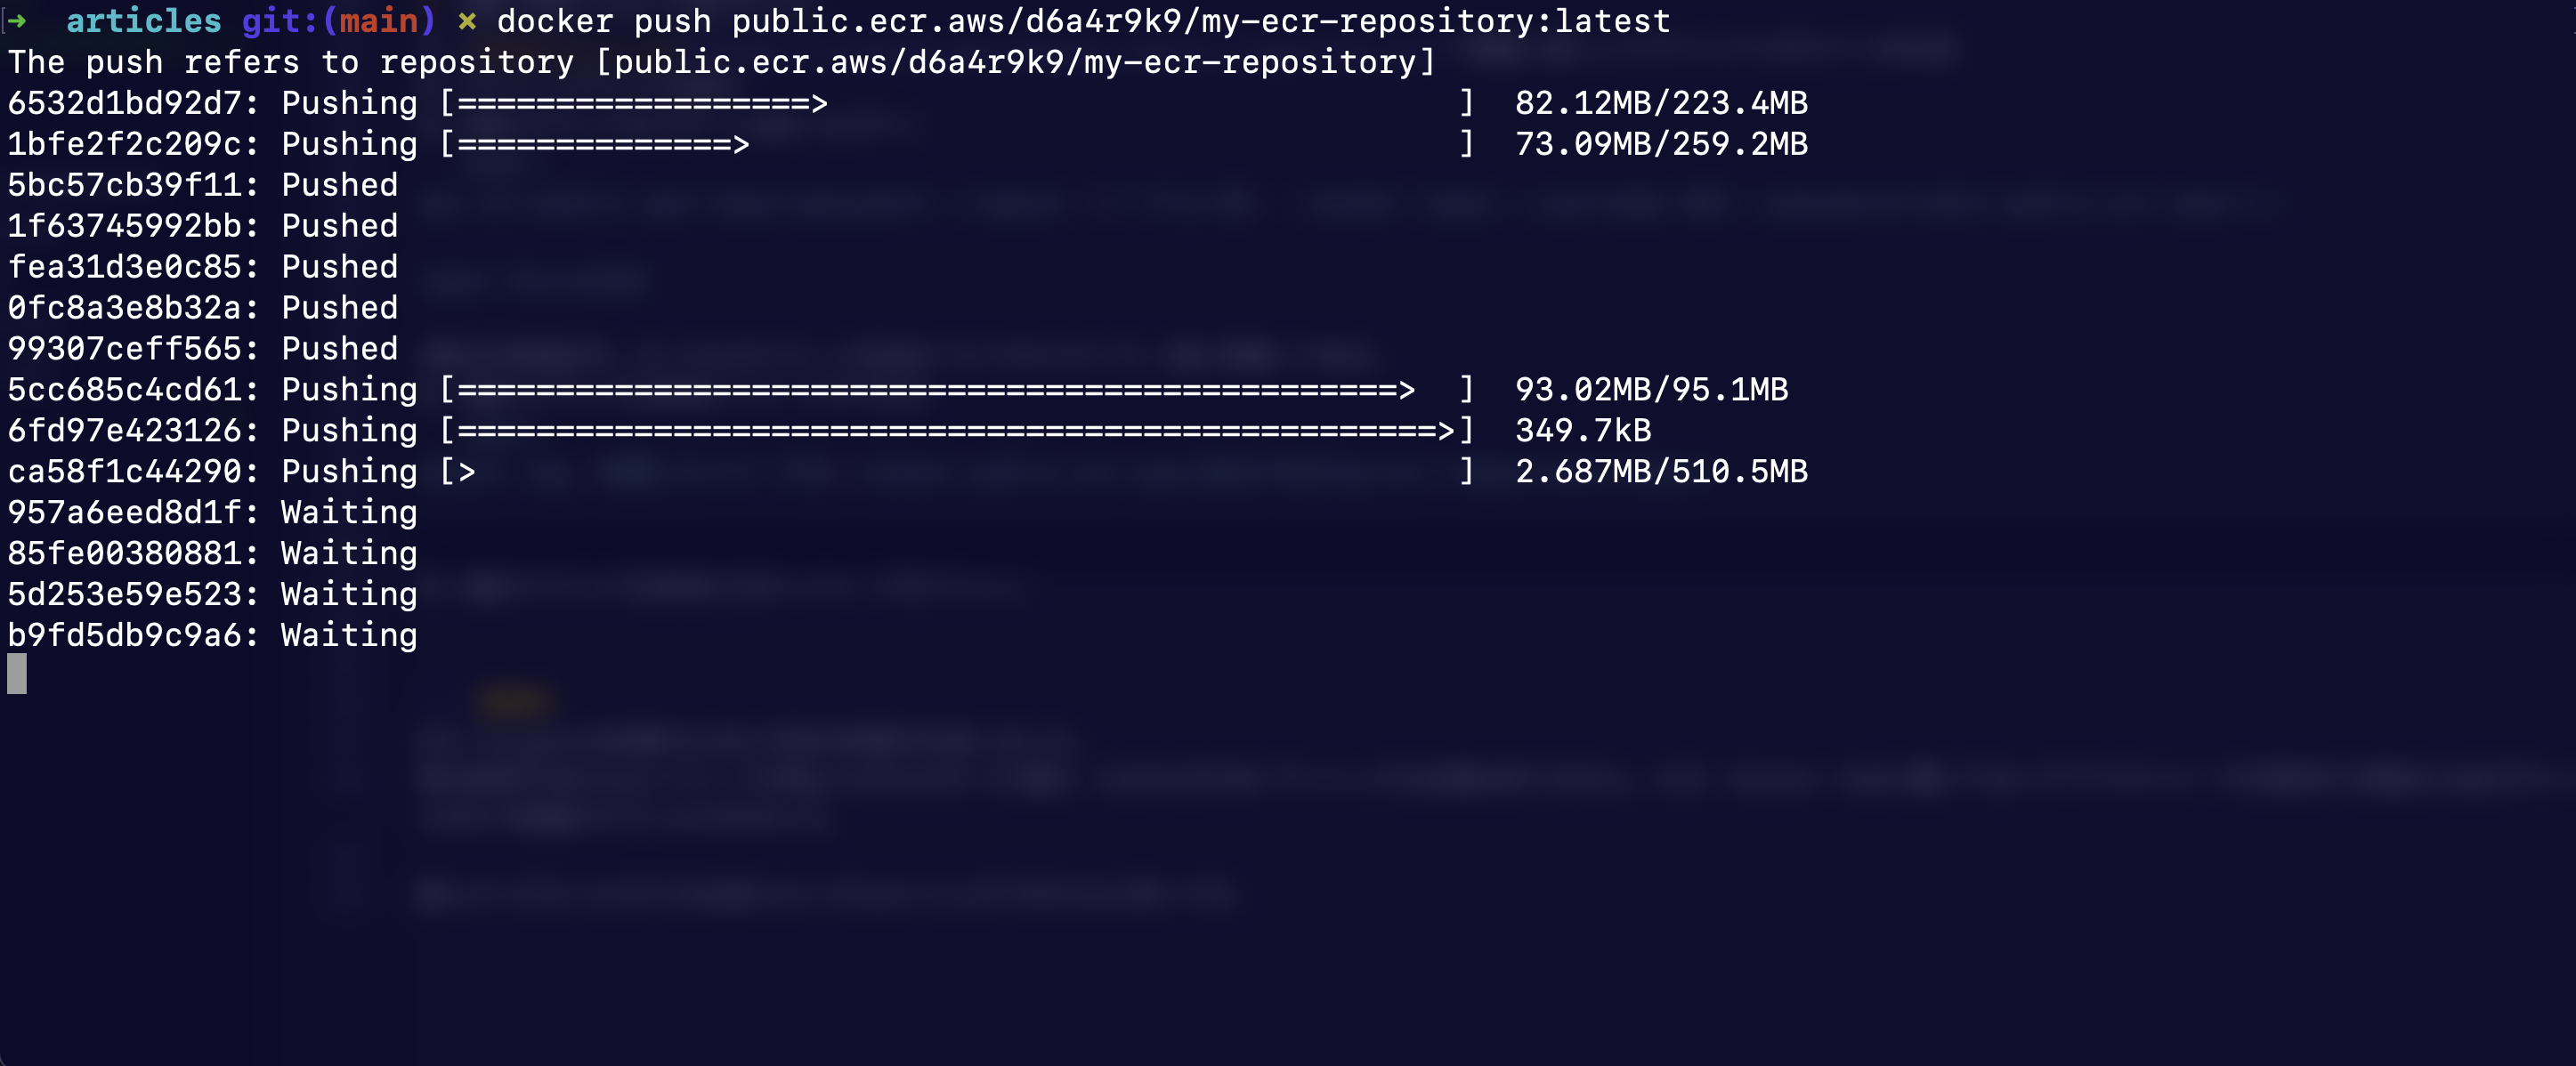 ➜  articles git:(main) ✗ docker push public.ecr.aws/d6a4r9k9/my-ecr-repository:latest
The push refers to repository [public.ecr.aws/d6a4r9k9/my-ecr-repository]
6532d1bd92d7: Pushing [==================>                                ]  82.12MB/223.4MB
1bfe2f2c209c: Pushing [==============>                                    ]  73.09MB/259.2MB
5bc57cb39f11: Pushed
1f63745992bb: Pushed
fea31d3e0c85: Pushed
0fc8a3e8b32a: Pushed
99307ceff565: Pushed
5cc685c4cd61: Pushing [================================================>  ]  93.02MB/95.1MB
6fd97e423126: Pushing [==================================================>]  349.7kB
ca58f1c44290: Pushing [>                                                  ]  2.687MB/510.5MB
957a6eed8d1f: Waiting
85fe00380881: Waiting
5d253e59e523: Waiting
b9fd5db9c9a6: Waiting